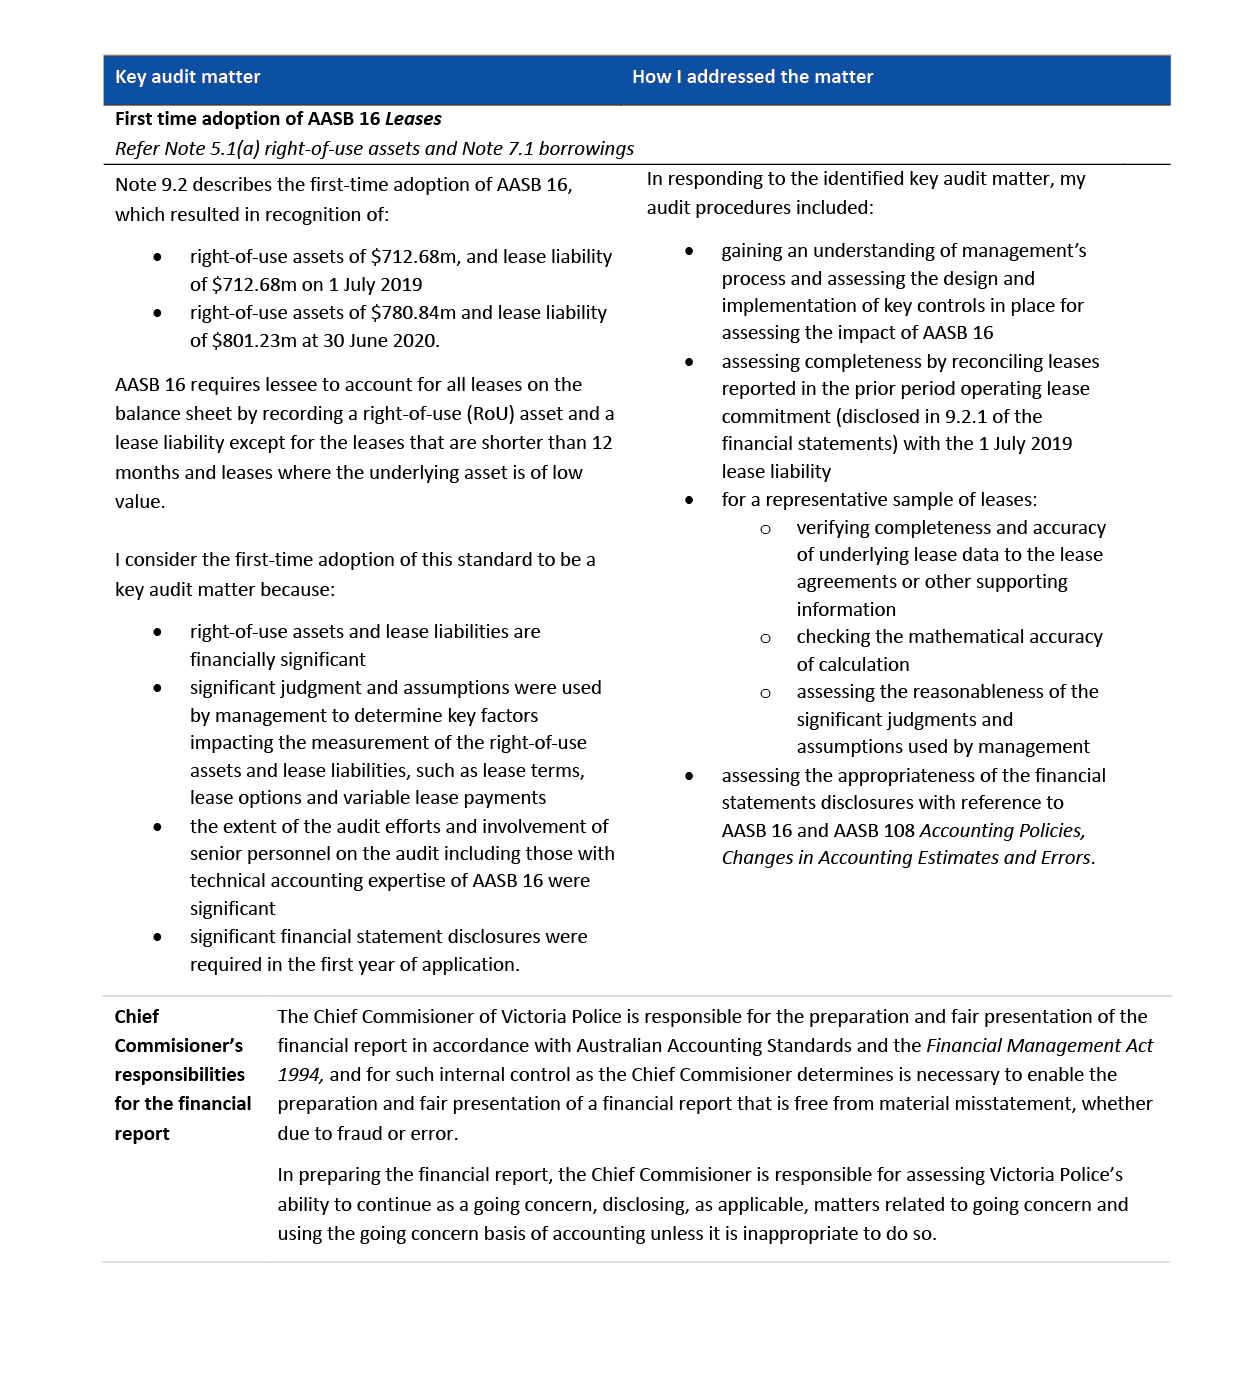 Key audit matter
How I addressed the matter
First time adoption of AASB 16 Leases
Refer Note 5.1(a) right-of-use assets and Note 7.1 borrowings
Note 9.2 describes the first-time adoption of AASB 16,
which resulted in recognition of:
• right-of-use assets of $712.68m, and lease liability
of $712.68m on 1 July 2019
• right-of-use assets of $780.84m and lease liability
of $801.23m at 30 June 2020.
AASB 16 requires lessee to account for all leases on the
balance sheet by recording a right-of-use (RoU) asset and a
lease liability except for the leases that are shorter than 12
months and leases where the underlying asset is of low
value.
I consider the first-time adoption of this standard to be a
key audit matter because:
• right-of-use assets and lease liabilities are
financially significant
• significant judgment and assumptions were used
by management to determine key factors
impacting the measurement of the right-of-use
assets and lease liabilities, such as lease terms,
lease options and variable lease payments
• the extent of the audit efforts and involvement of
senior personnel on the audit including those with
technical accounting expertise of AASB 16 were
significant
• significant financial statement disclosures were
required in the first year of application.
In responding to the identified key audit matter, my
audit procedures included:
• gaining an understanding of management's
process and assessing the design and
implementation of key controls in place for
assessing the impact of AASB 16
• assessing completeness by reconciling leases
reported in the prior period operating lease
commitment (disclosed in 9.2.1 of the
financial statements) with the 1 July 2019
lease liability
• for a representative sample of leases:
o verifying completeness and accuracy
of underlying lease data to the lease
agreements or other supporting
information
o checking the mathematical accuracy
of calculation
o assessing the reasonableness of the
significant judgments and
assumptions used by management
• assessing the appropriateness of the financial
statements disclosures with reference to
AASB 16 and AASB 108 Accounting Policies,
Changes in Accounting Estimates and Errors.
Chief
Commisioner's
responsibilities
for the financial
report
The Chief Commisioner of Victoria Police is responsible for the preparation and fair presentation of the
financial report in accordance with Australian Accounting Standards and the Financial Management Act
1994, and for such internal control as the Chief Commisioner determines is necessary to enable the
preparation and fair presentation of a financial report that is free from material misstatement, whether
due to fraud or error.
In preparing the financial report, the Chief Commisioner is responsible for assessing Victoria Police's
ability to continue as a going concern, disclosing, as applicable, matters related to going concern and
using the going concern basis of accounting unless it is inappropriate to do so.